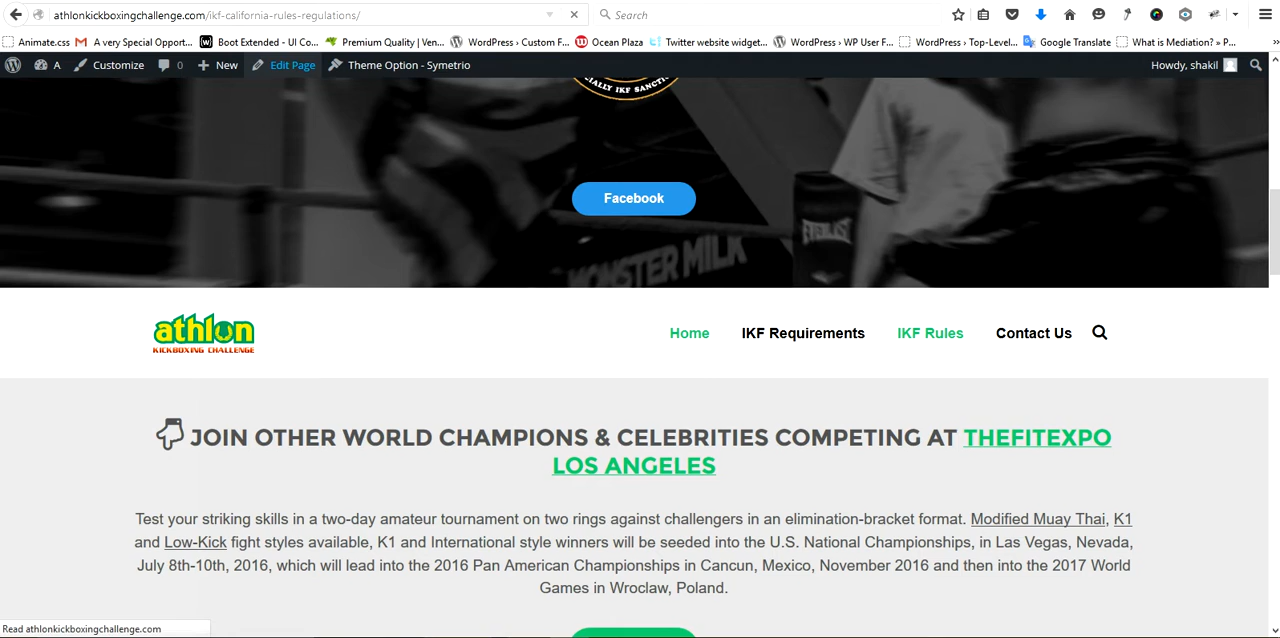 athlonkickboxingchallenge.com/ikf-california-rules-regulations/
Search
Animate.css
A very Special Opport...
Boot Extended - UI Co...
Premium Quality | Ven...
WordPress › Custom F...
Ocean Plaza
Twitter website widget...
WordPress › WP User F...
WordPress › Top-Level...
Google Translate
What is Mediation? » P...
A
Customize
0
New
Edit Page
Theme Option - Symetrio
Howdy, shakil
IALLY IKF SANCTI
Facebook
EVERLAST
MONSTER MILK
athlon
KICKBOXING CHALLENGE
Home
IKF Requirements
IKF Rules
Contact Us
JOIN OTHER WORLD CHAMPIONS & CELEBRITIES COMPETING AT THEFITEXPO
LOS ANGELES
Test your striking skills in a two-day amateur tournament on two rings against challengers in an elimination-bracket format. Modified Muay Thai, K1
and Low-Kick fight styles available, K1 and International style winners will be seeded into the U.S. National Championships, in Las Vegas, Nevada,
July 8th-10th, 2016, which will lead into the 2016 Pan American Championships in Cancun, Mexico, November 2016 and then into the 2017 World
Games in Wroclaw, Poland.
Read athlonkickboxingchallenge.com